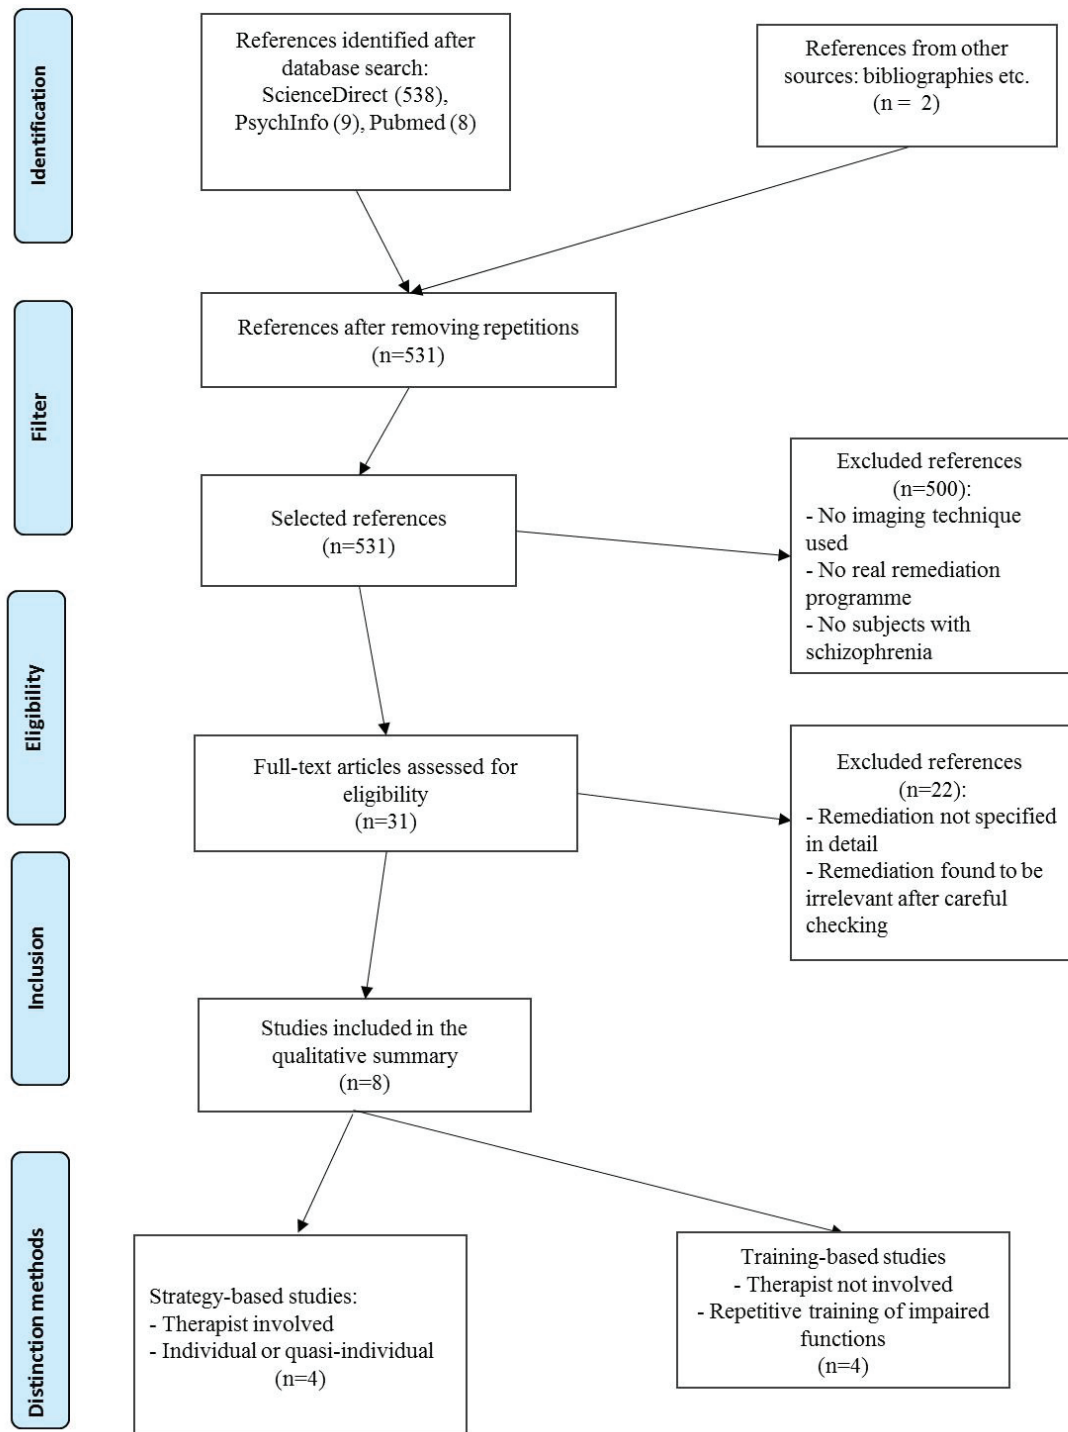 Identification
References identified after
database search:
ScienceDirect (538),
PsychInfo (9), Pubmed (8)
References from other
sources: bibliographies etc.
(n = 2)
Filter
References after removing repetitions
(n=531)
Selected references
(n=531)
Excluded references
(n=500):
- No imaging technique
used
- No real remediation
programme
- No subjects with
schizophrenia
Eligibility
Full-text articles assessed for
eligibility
(n=31)
Excluded references
(n=22):
- Remediation not specified
in detail
- Remediation found to be
irrelevant after careful
checking
Inclusion
Studies included in the
qualitative summary
(n=8)
Distinction methods
Strategy-based studies:
- Therapist involved
- Individual or quasi-individual
(n=4)
Training-based studies
- Therapist not involved
- Repetitive training of impaired
functions
(n=4)